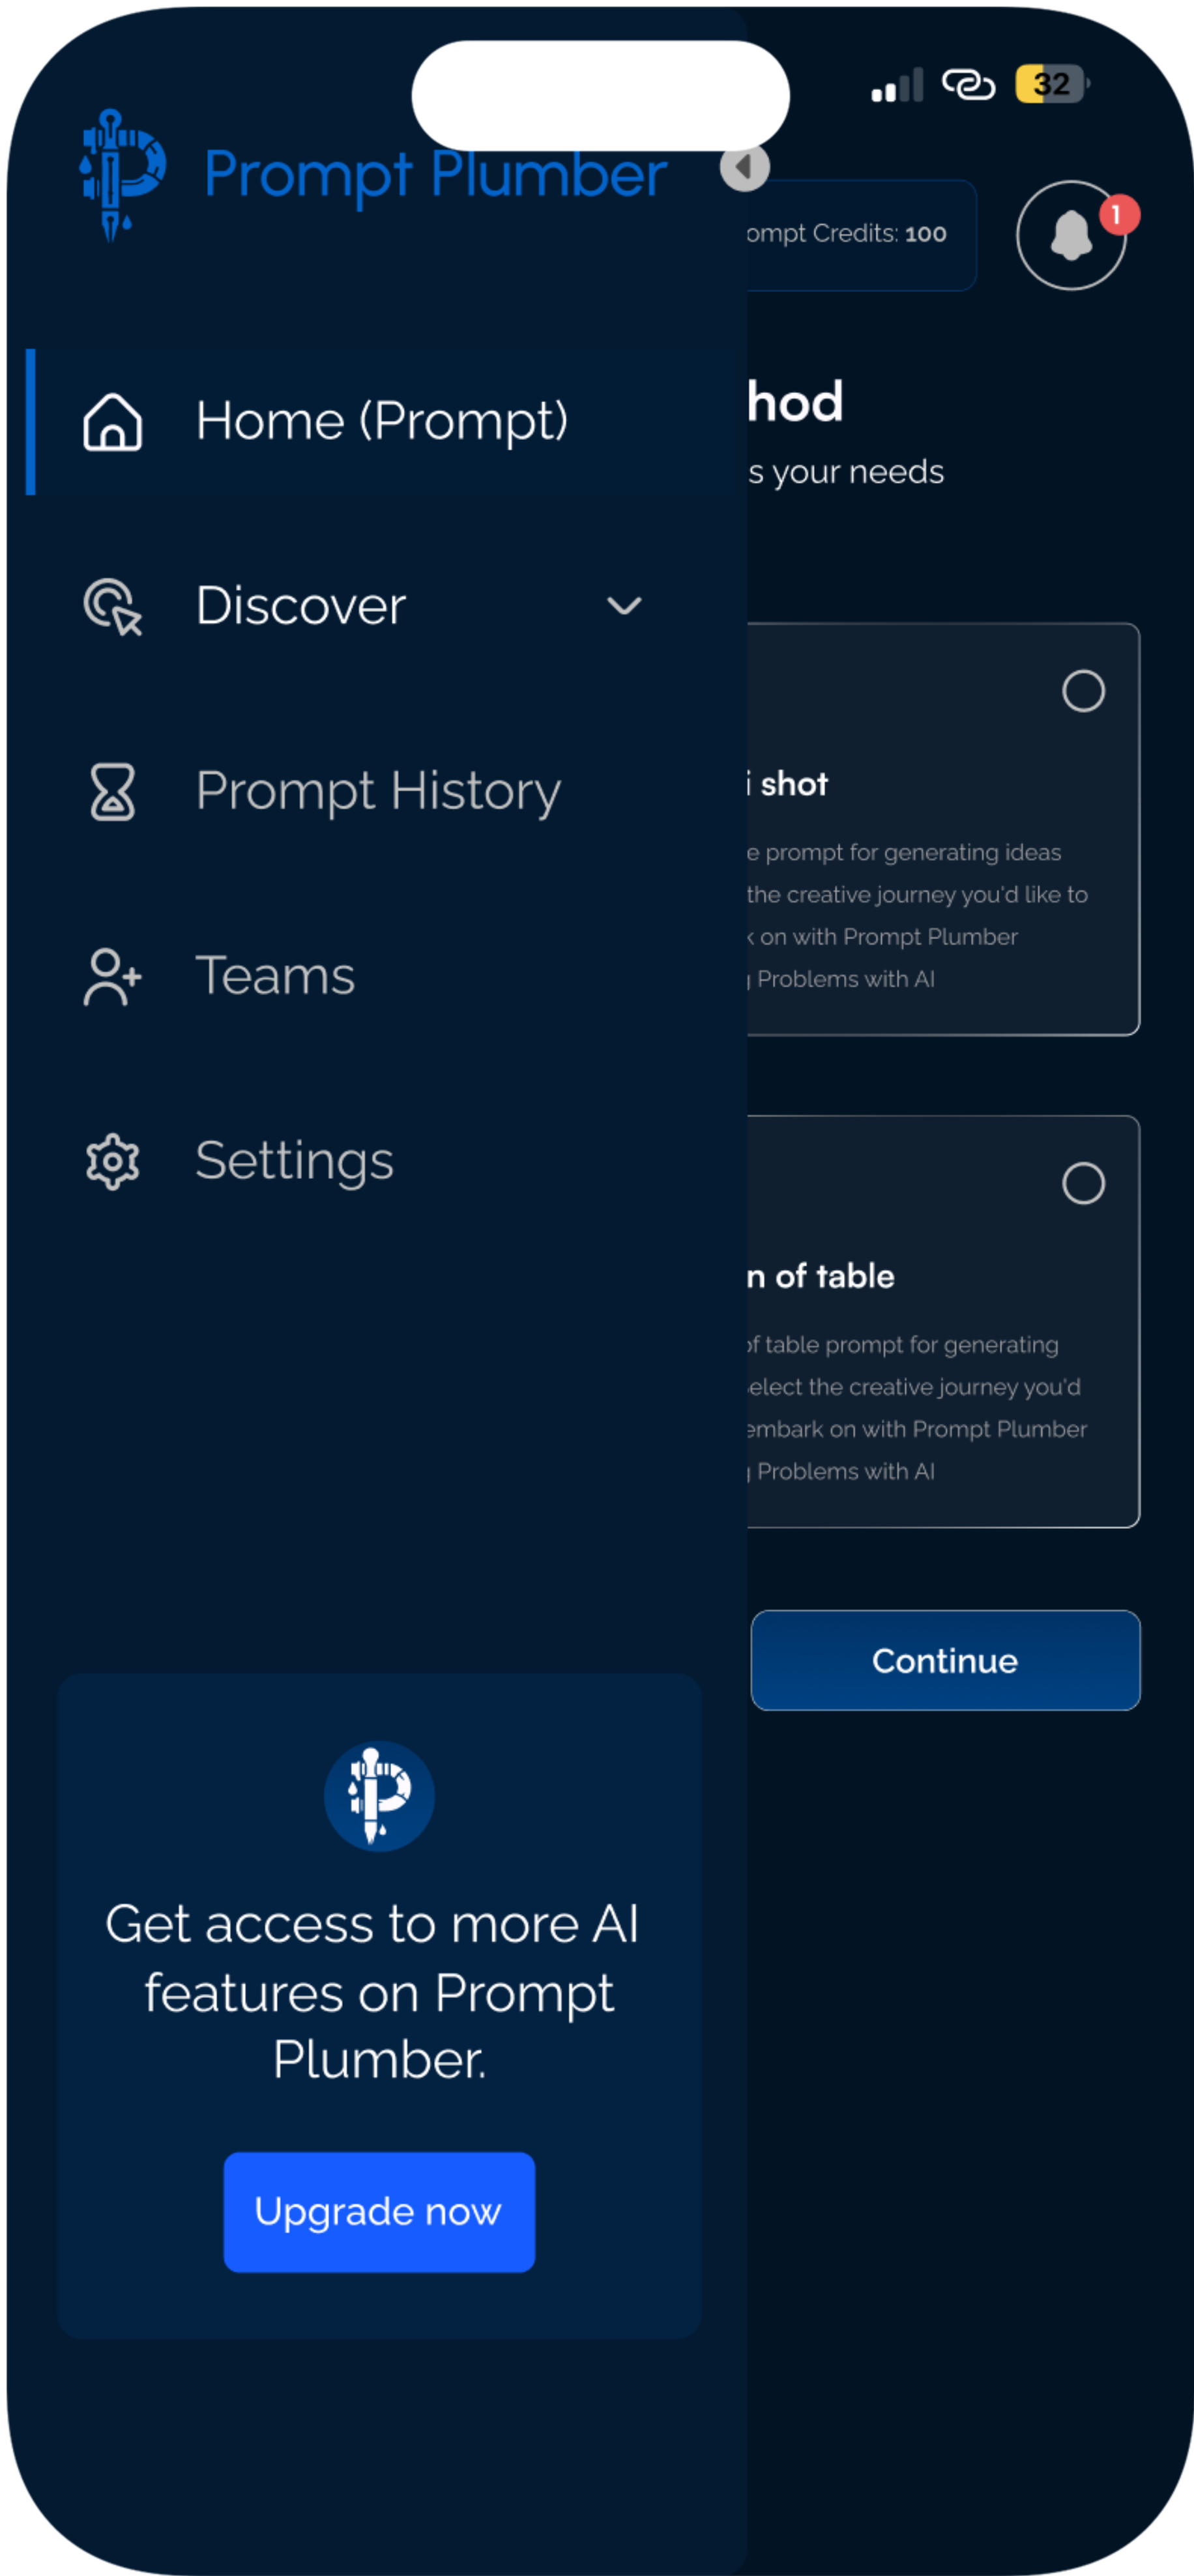 32
Prompt Plumber
ompt Credits: 100
1
Home (Prompt)
hod
s your needs
Discover
i shot
Prompt History
e prompt for generating ideas
the creative journey you'd like to
on with Prompt Plumber
Problems with AI
Teams
Settings
n of table
of table prompt for generating
elect the creative journey you'd
embark on with Prompt Plumber
Problems with AI
Continue
Get access to more AI
features on Prompt
Plumber.
Upgrade now